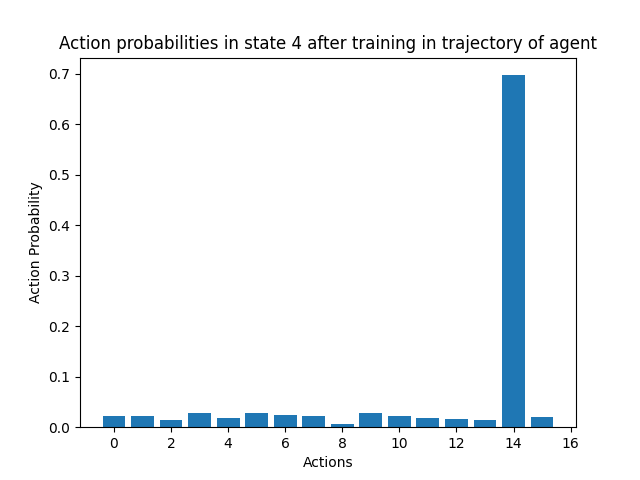 Action probabilities in state 4 after training in trajectory of agent
0.7
0.6
0.5
0.4
0.3
0.2
0.1
0.0
Action Probability
0 2 4 6 8 10 12 14 16
Actions